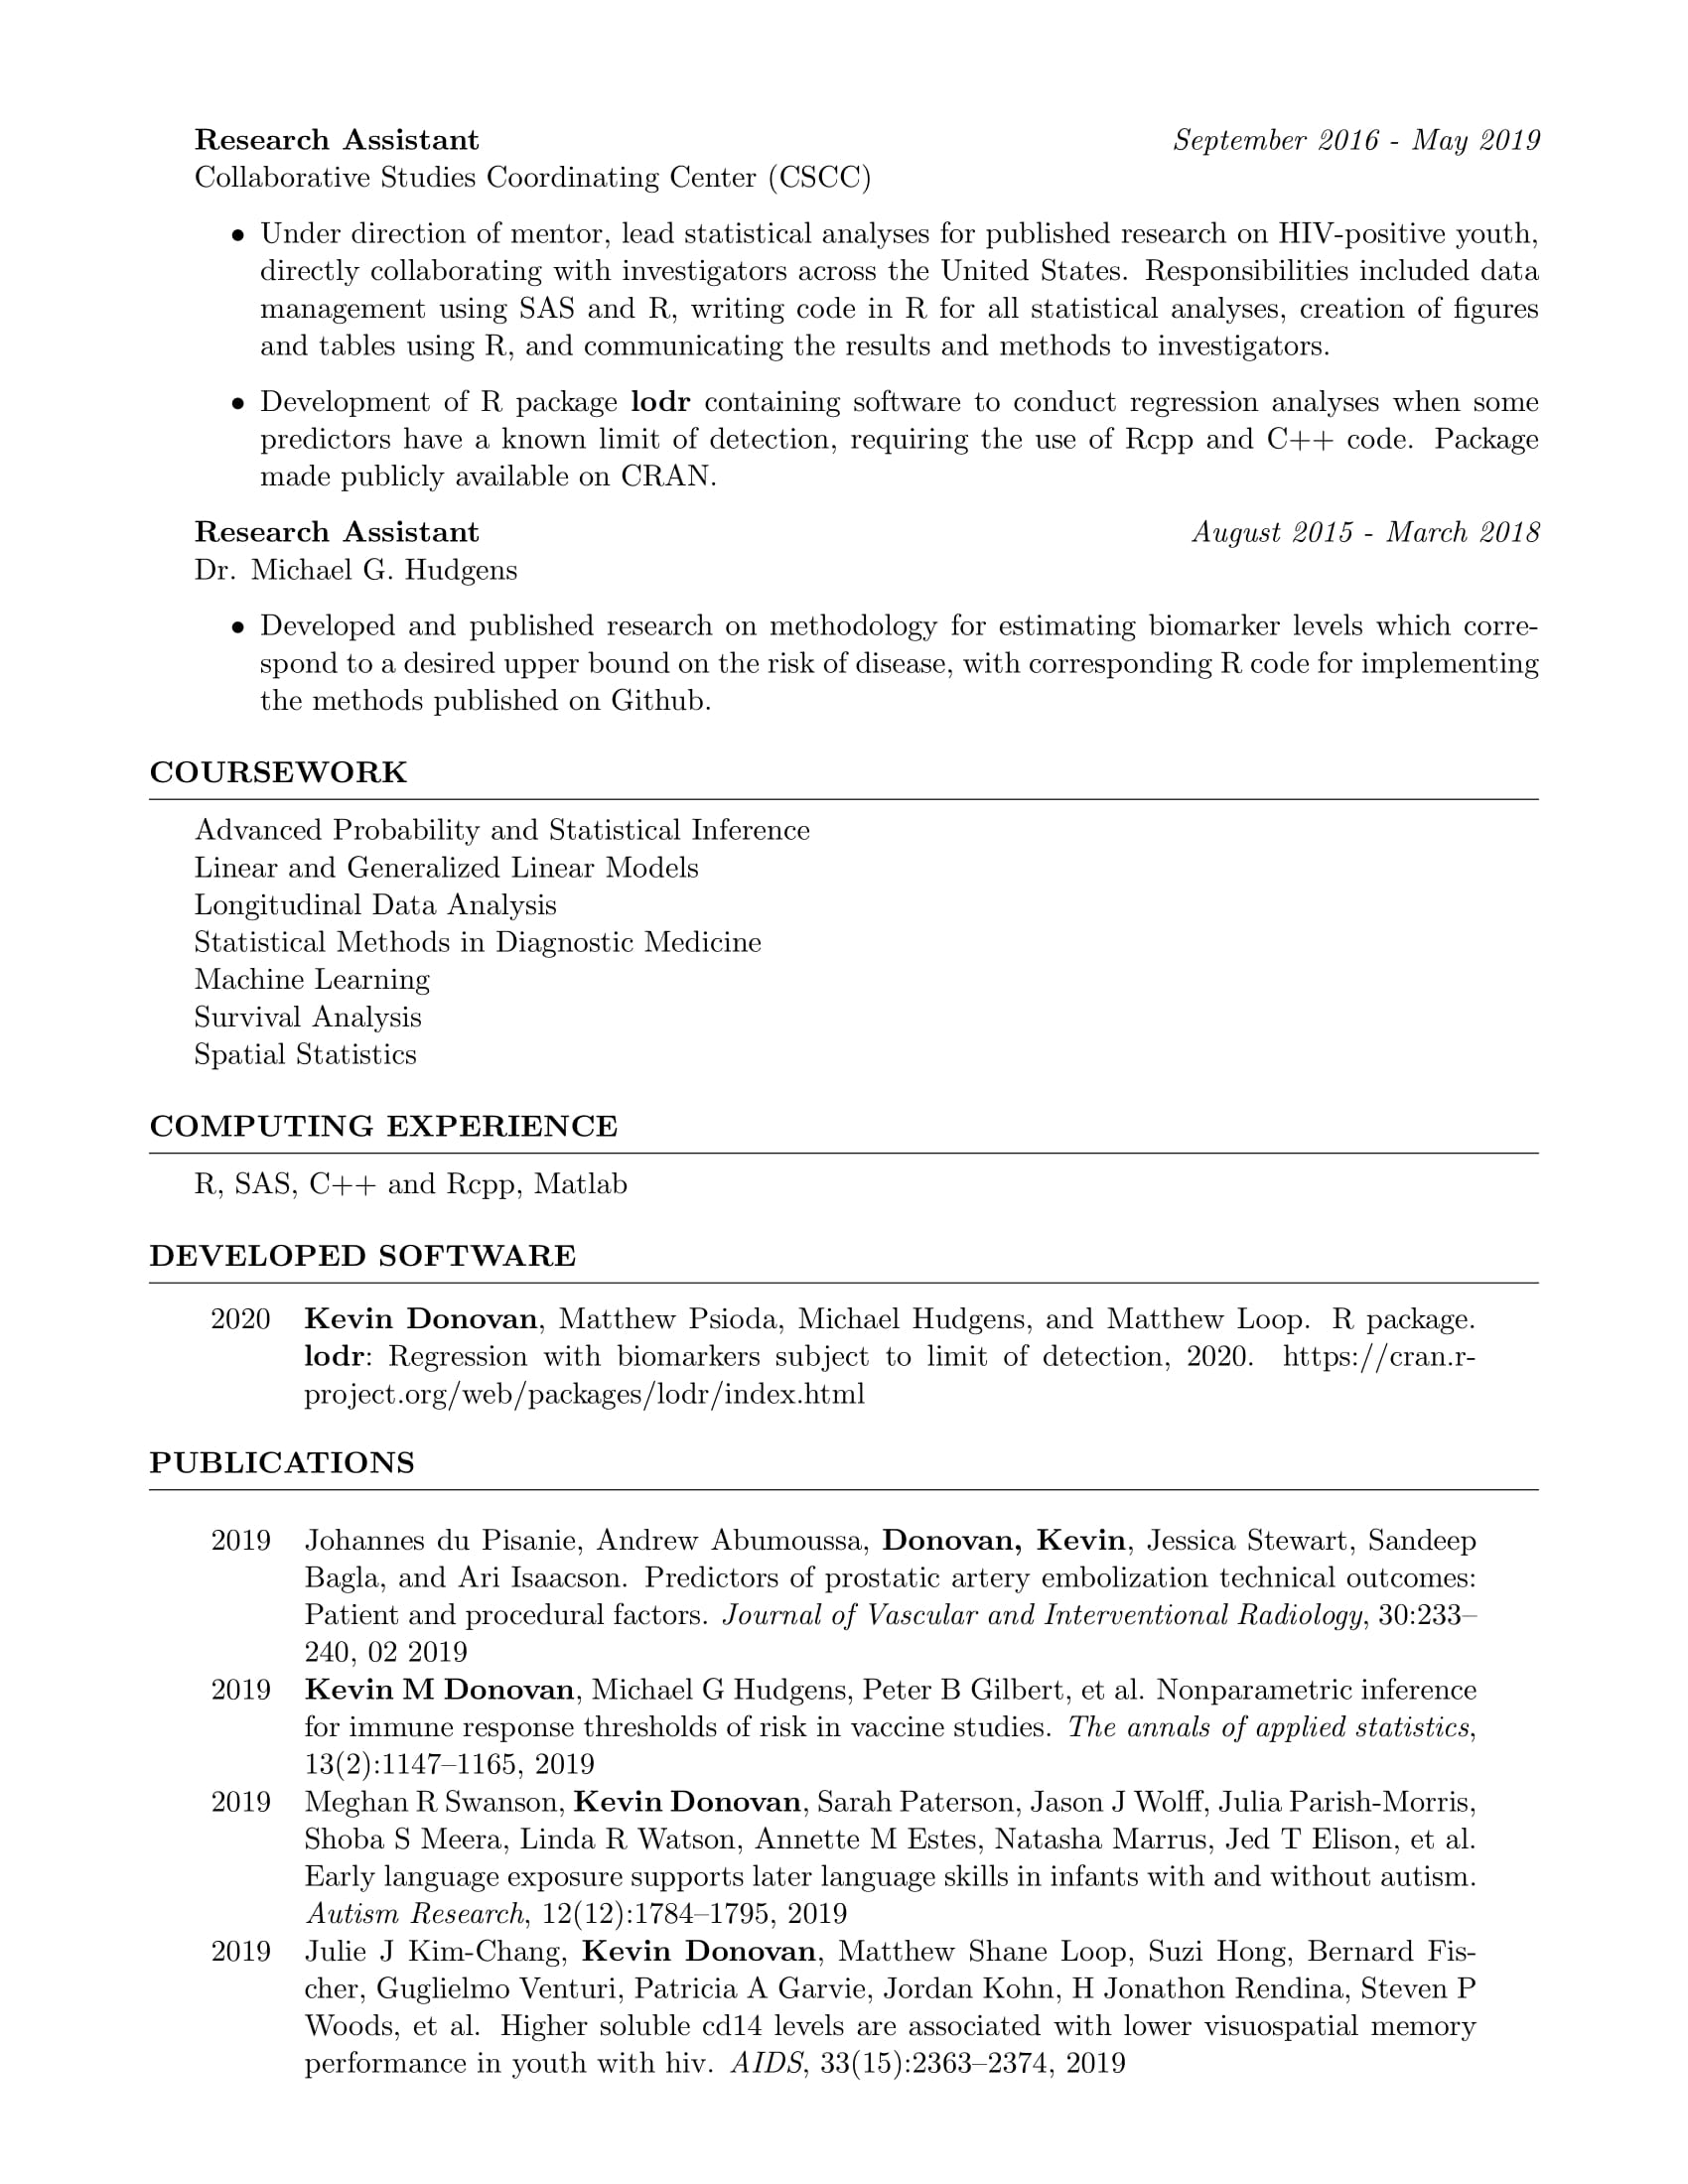 Research Assistant September 2016 - May 2019
Collaborative Studies Coordinating Center (CSCC)
• Under direction of mentor, lead statistical analyses for published research on HIV-positive youth,
directly collaborating with investigators across the United States. Responsibilities included data
management using SAS and R, writing code in R for all statistical analyses, creation of figures
and tables using R, and communicating the results and methods to investigators.
• Development of R package lodr containing software to conduct regression analyses when some
predictors have a known limit of detection, requiring the use of Rcpp and C++ code. Package
made publicly available on CRAN.
Research Assistant August 2015 - March 2018
Dr. Michael G. Hudgens
• Developed and published research on methodology for estimating biomarker levels which corre-
spond to a desired upper bound on the risk of disease, with corresponding R code for implementing
the methods published on Github.
COURSEWORK
Advanced Probability and Statistical Inference
Linear and Generalized Linear Models
Longitudinal Data Analysis
Statistical Methods in Diagnostic Medicine
Machine Learning
Survival Analysis
Spatial Statistics
COMPUTING EXPERIENCE
R, SAS, C++ and Rcpp, Matlab
DEVELOPED SOFTWARE
2020 Kevin Donovan, Matthew Psioda, Michael Hudgens, and Matthew Loop. R package.
lodr: Regression with biomarkers subject to limit of detection, 2020. https://cran.r-
project.org/web/packages/lodr/index.html
PUBLICATIONS
2019 Johannes du Pisanie, Andrew Abumoussa, Donovan, Kevin, Jessica Stewart, Sandeep
Bagla, and Ari Isaacson. Predictors of prostatic artery embolization technical outcomes:
Patient and procedural factors. Journal of Vascular and Interventional Radiology, 30:233–
240, 02 2019
2019 Kevin M Donovan, Michael G Hudgens, Peter B Gilbert, et al. Nonparametric inference
for immune response thresholds of risk in vaccine studies. The annals of applied statistics,
13(2):1147–1165, 2019
2019 Meghan R Swanson, Kevin Donovan, Sarah Paterson, Jason J Wolff, Julia Parish-Morris,
Shoba S Meera, Linda R Watson, Annette M Estes, Natasha Marrus, Jed T Elison, et al.
Early language exposure supports later language skills in infants with and without autism.
Autism Research, 12(12):1784–1795, 2019
2019 Julie J Kim-Chang, Kevin Donovan, Matthew Shane Loop, Suzi Hong, Bernard Fis-
cher, Guglielmo Venturi, Patricia A Garvie, Jordan Kohn, H Jonathon Rendina, Steven P
Woods, et al. Higher soluble cd14 levels are associated with lower visuospatial memory
performance in youth with hiv. AIDS, 33(15):2363–2374, 2019